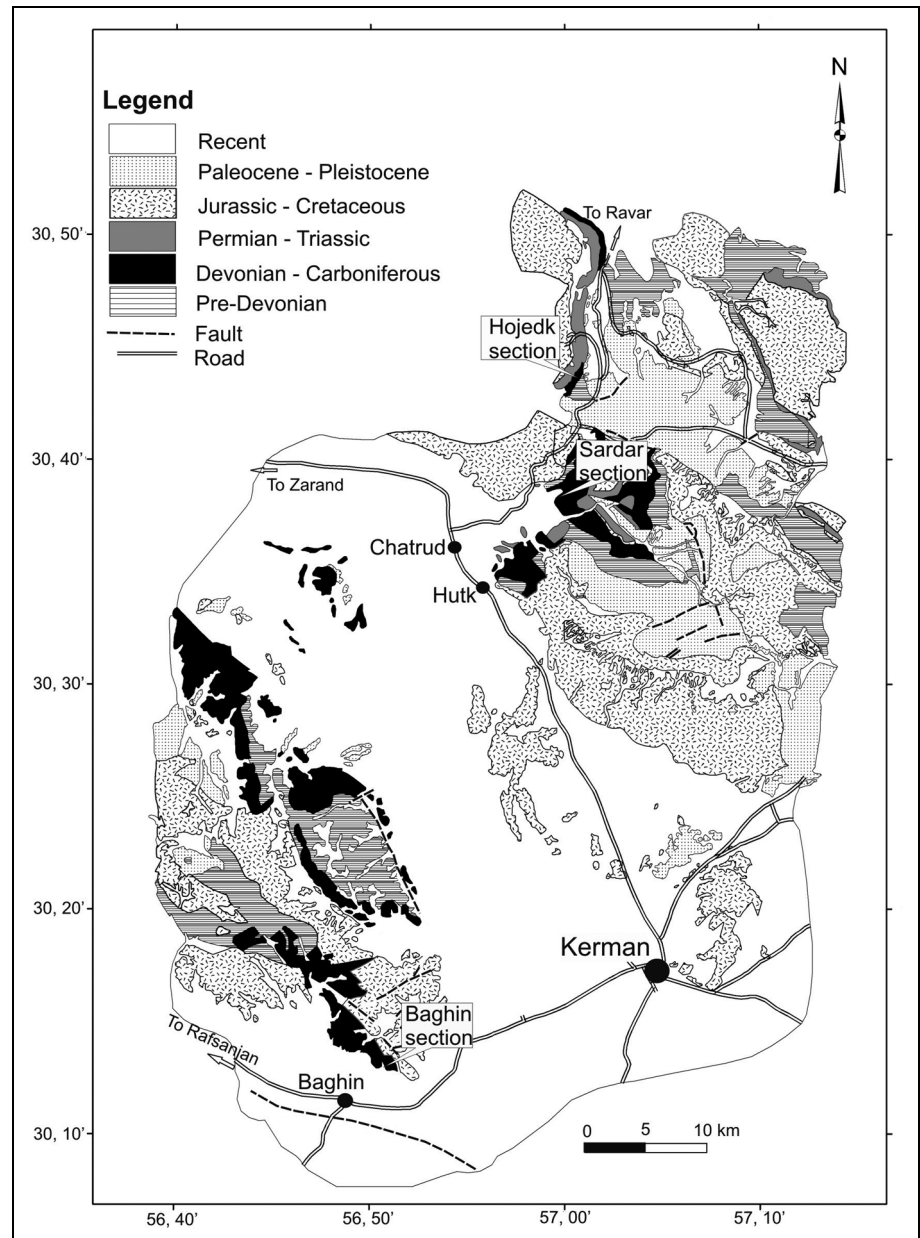 N
Legend
Recent
Paleocene - Pleistocene
Jurassic - Cretaceous
Permian - Triassic
Devonian - Carboniferous
Pre-Devonian
Fault
Road
To Ravar
30, 50'
Hojedk
section
30, 40'
Sardar
section
To Zarand
Chatrud
Hutk
30, 30'
30, 20'
Kerman
Baghin
section
To Rafsanjan
Baghin
30, 10'
0 5 10 km
56, 40' 56, 50' 57, 00' 57, 10'